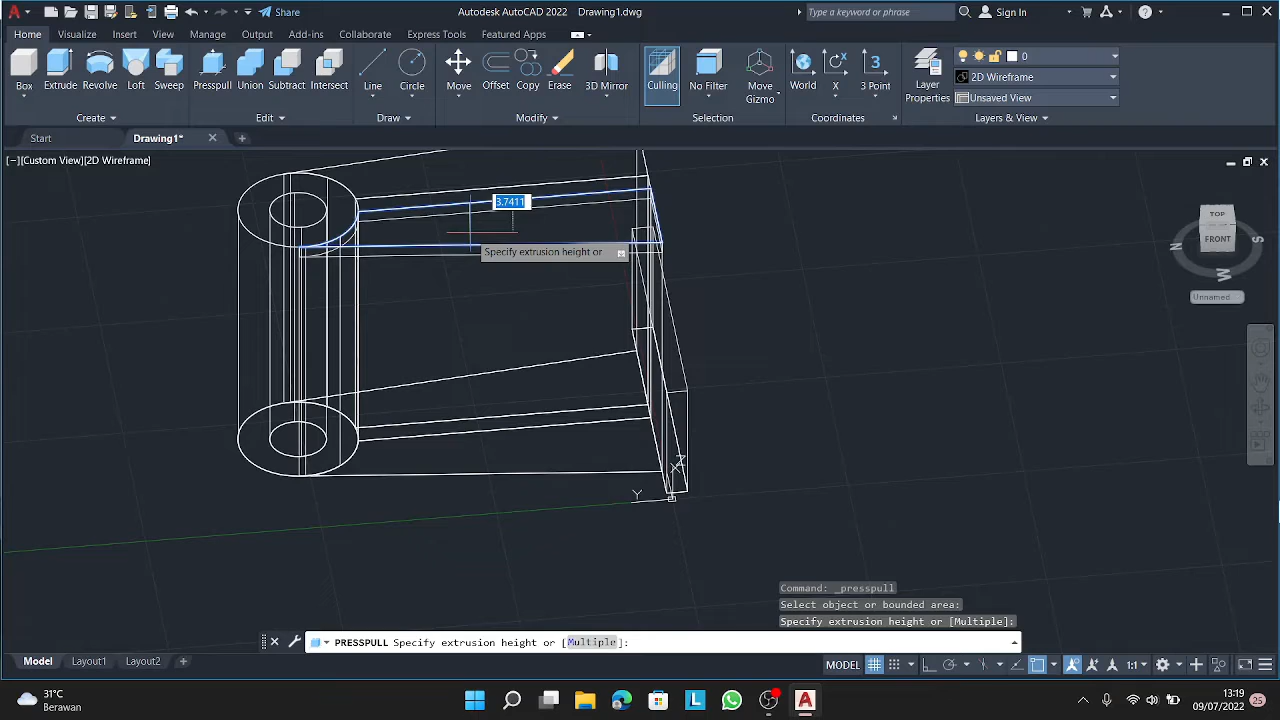 Share
Autodesk AutoCAD 2022 Drawing1.dwg
Type a keyword or phrase
Sign In
Home
Visualize
Insert
View
Manage
Output
Add-ins
Collaborate
Express Tools
Featured Apps
Box
Extrude
Revolve
Loft
Sweep
Presspull
Union
Subtract
Intersect
Line
Circle
Move
Offset
Copy
Erase
3D Mirror
Culling
No Filter
Move
Gizmo
World
X
3 Point
Layer
Properties
0
2D Wireframe
Unsaved View
Create
Edit
Draw
Modify
Selection
Coordinates
Layers & View
Start
Drawing1*
[−][Custom View][2D Wireframe]
3.7411
Specify extrusion height or
TOP
FRONT
N
S
W
Unnamed
Z
X
Y
Command: _presspull
Select object or bounded area:
Specify extrusion height or [Multiple]:
PRESSPULL Specify extrusion height or [Multiple]:
Model
Layout1
Layout2
MODEL
1:1
31°C
Berawan
13:19
09/07/2025
25